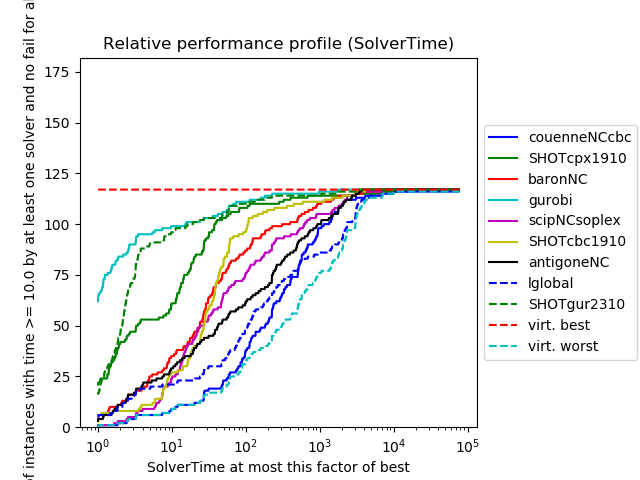 Relative performance profile (SolverTime)
of instances with time >= 10.0 by at least one solver and no fail for
175
150
125
100
75
50
25
0
10^0
10^1
10^2
10^3
10^4
10^5
SolverTime at most this factor of best
couenneNCcbc
SHOTcpx1910
baronNC
gurobi
scipNCsoplex
SHOTcbc1910
antigoneNC
lglobal
SHOTgur2310
virt. best
virt. worst